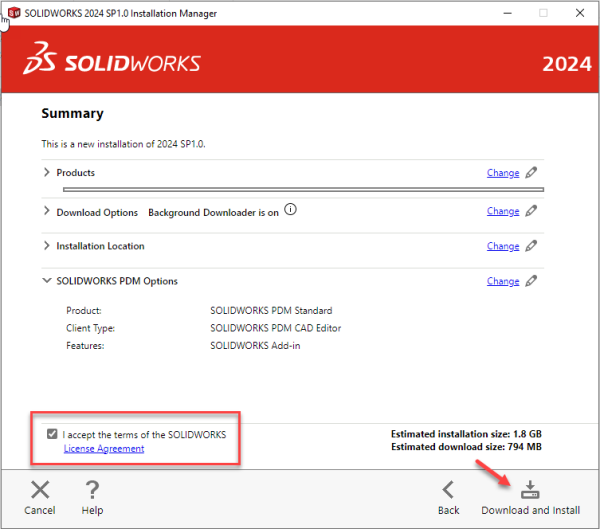 SOLIDWORKS 2024 SP1.0 Installation Manager
SOLIDWORKS 2024
Summary
This is a new installation of 2024 SP1.0.
Products Change
Download Options Background Downloader is on Change
Installation Location Change
SOLIDWORKS PDM Options Change
Product: SOLIDWORKS PDM Standard
Client Type: SOLIDWORKS PDM CAD Editor
Features: SOLIDWORKS Add-in
I accept the terms of the SOLIDWORKS
License Agreement
Estimated installation size: 1.8 GB
Estimated download size: 794 MB
Cancel Help Back Download and Install